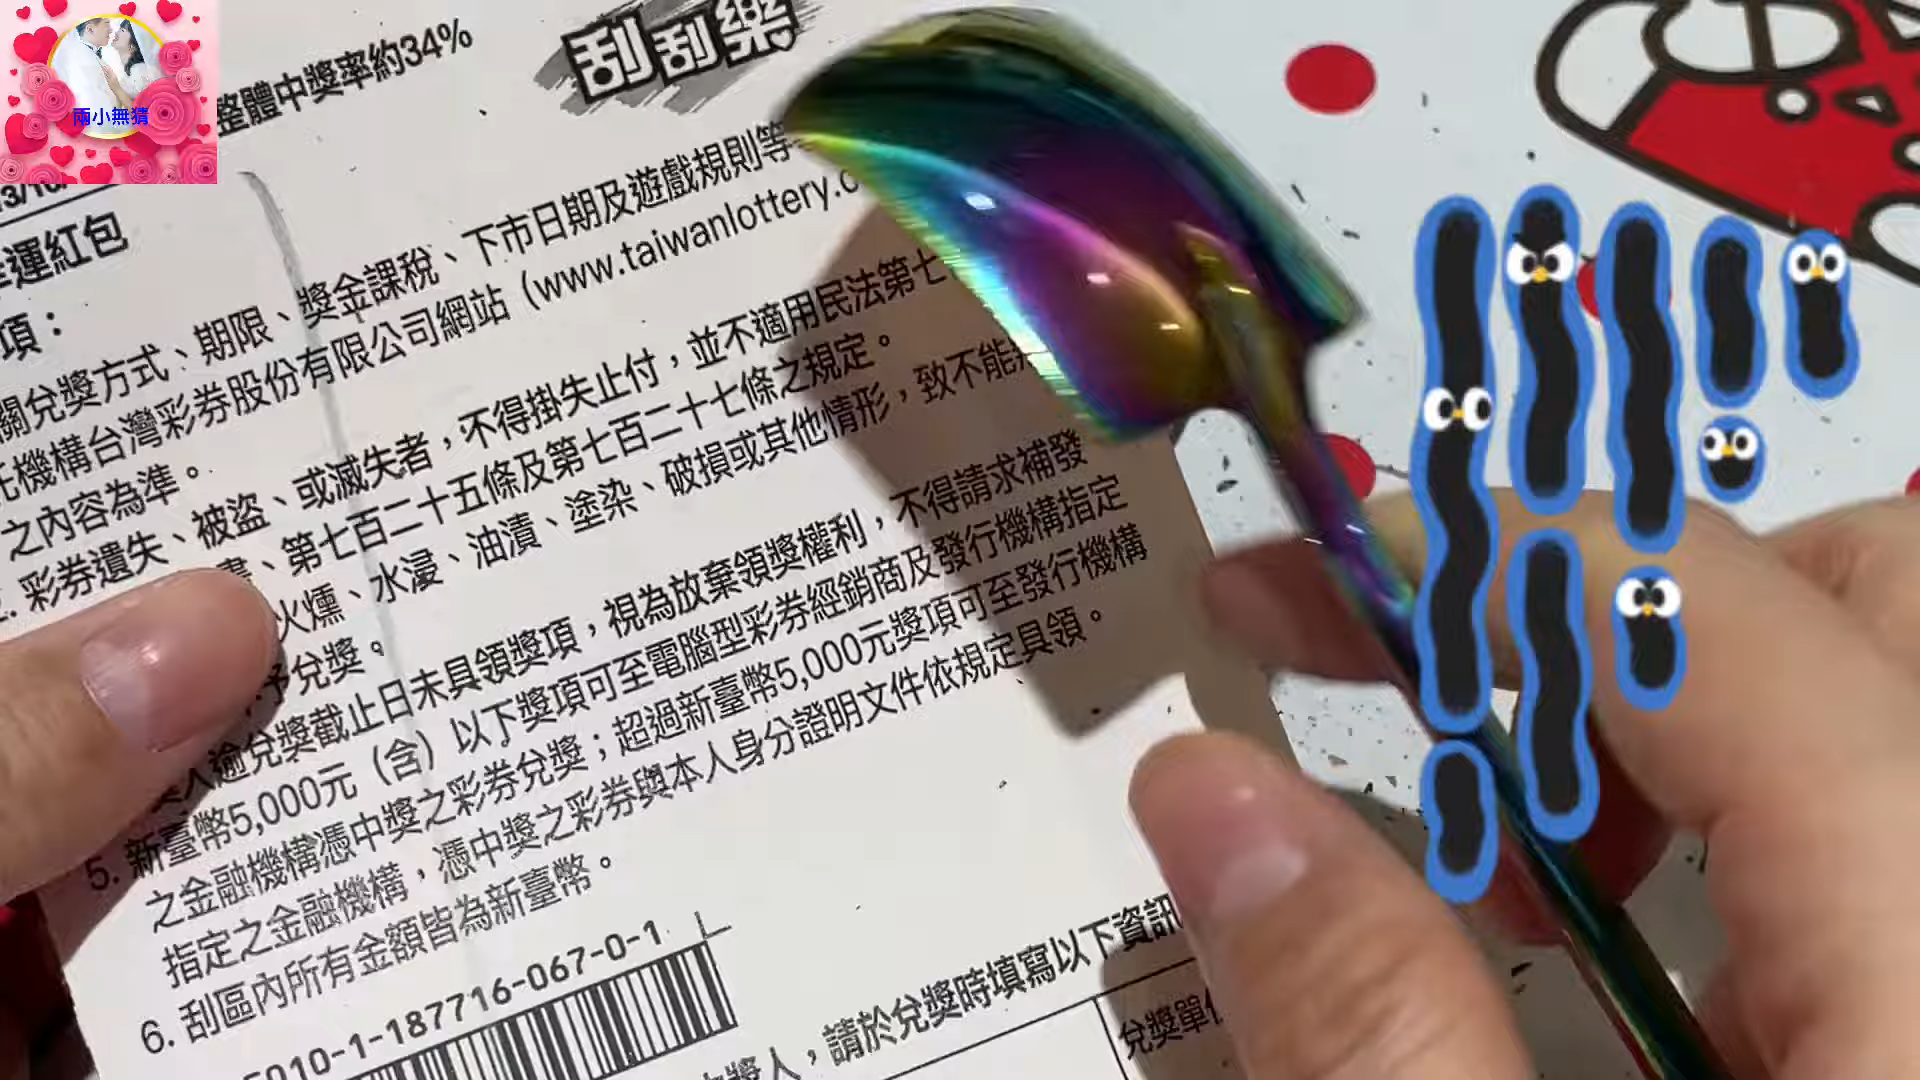 兩小無猜
整體中獎率約34%
刮刮樂
幸運紅包
項：
關兌獎方式、期限、獎金課稅、下市日期及遊戲規則等
託機構台灣彩券股份有限公司網站（www.taiwanlottery.c
之內容為準。
彩券遺失、被盜、或滅失者，不得掛失止付，並不適用民法第七
、第七百二十五條及第七百二十七條之規定。
火燻、水浸、油漬、塗染、破損或其他情形，致不能
予兌獎。
人逾兌獎截止日未具領獎項，視為放棄領獎權利，不得請求補發
5. 新臺幣5,000元（含）以下獎項可至電腦型彩券經銷商及發行機構指定
之金融機構憑中獎之彩券兌獎；超過新臺幣5,000元獎項可至發行機構
指定之金融機構，憑中獎之彩券與本人身分證明文件依規定具領。
6. 刮區內所有金額皆為新臺幣。
5010-1-187716-067-0-1
獎人，請於兌獎時填寫以下資訊
兌獎單位